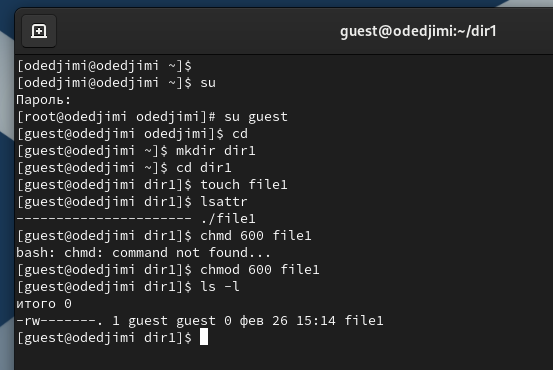 guest@odedjimi:~/dir1
[odedjimi@odedjimi ~]$
[odedjimi@odedjimi ~]$ su
Пароль:
[root@odedjimi odedjimi]# su guest
[guest@odedjimi odedjimi]$ cd
[guest@odedjimi ~]$ mkdir dir1
[guest@odedjimi ~]$ cd dir1
[guest@odedjimi dir1]$ touch file1
[guest@odedjimi dir1]$ lsattr
---------------------- ./file1
[guest@odedjimi dir1]$ chmd 600 file1
bash: chmd: command not found...
[guest@odedjimi dir1]$ chmod 600 file1
[guest@odedjimi dir1]$ ls -l
итого 0
-rw-------. 1 guest guest 0 фев 26 15:14 file1
[guest@odedjimi dir1]$